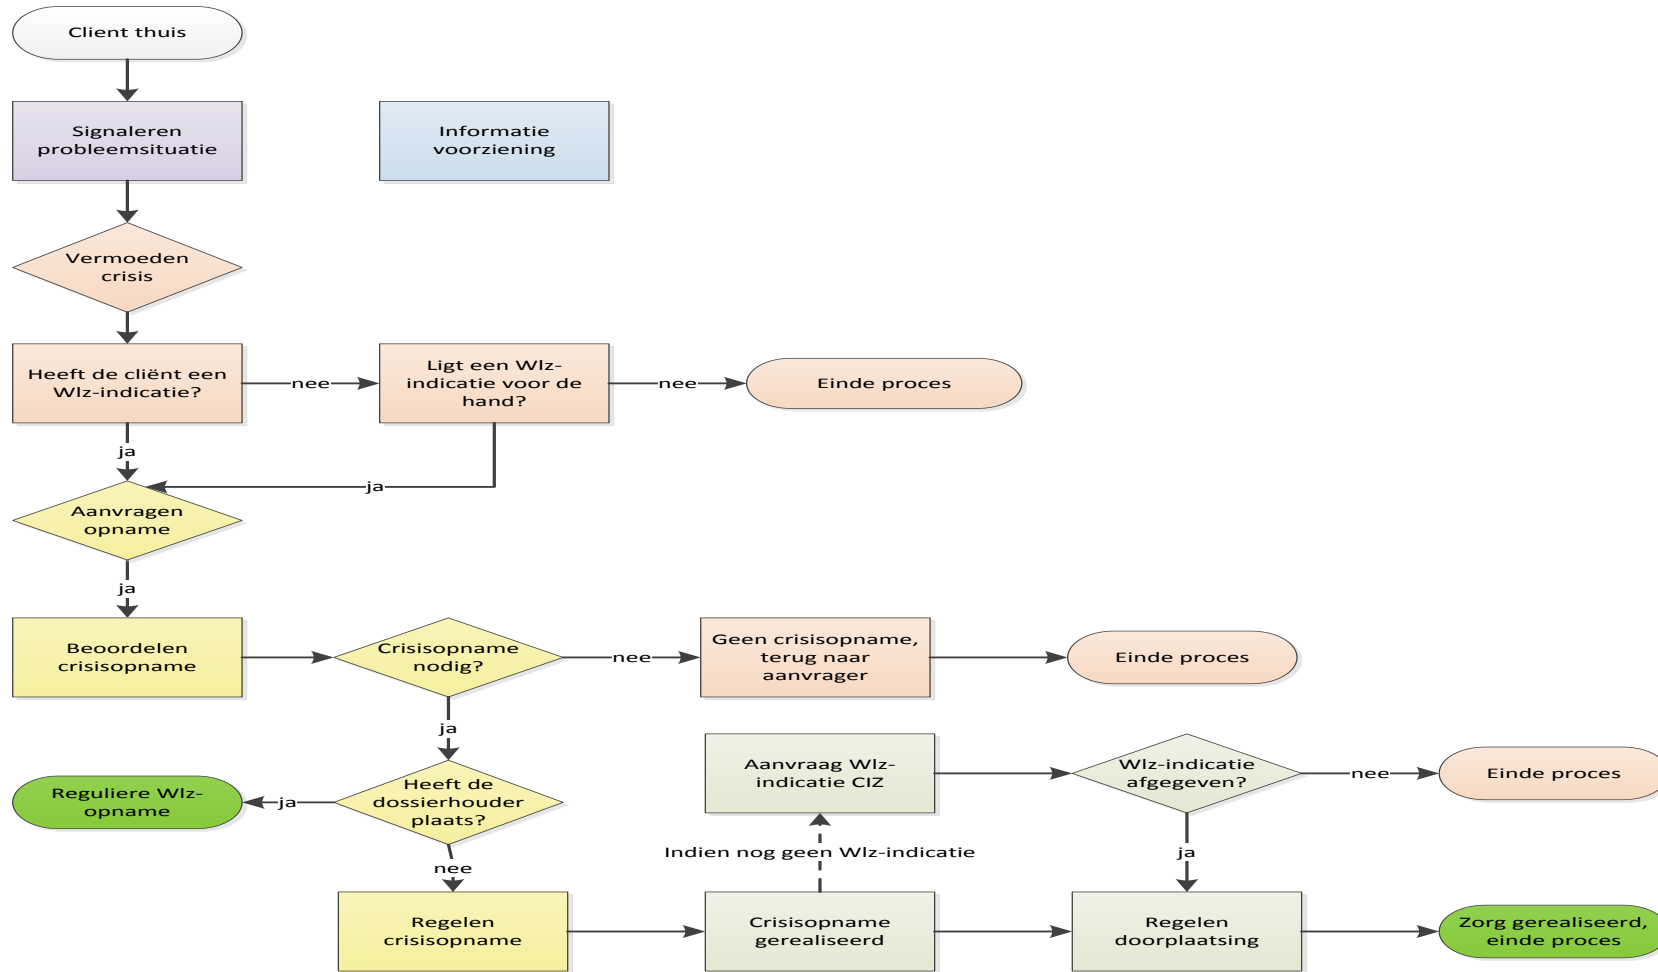 Client thuis
Signaleren
probleemsituatie
Informatie
voorziening
Vermoeden
crisis
Heeft de cliënt een
Wlz-indicatie?
nee
Ligt een Wlz-
indicatie voor de
hand?
nee
Einde proces
ja
ja
Aanvragen
opname
ja
Beoordelen
crisisopname
Crisisopname
nodig?
nee
Geen crisisopname,
terug naar
aanvrager
Einde proces
ja
Aanvraag Wlz-
indicatie CIZ
Wlz-indicatie
afgegeven?
nee
Einde proces
Reguliere Wlz-
opname
ja
Heeft de
dossierhouder
plaats?
Indien nog geen Wlz-indicatie
ja
nee
Regelen
crisisopname
Crisisopname
gerealiseerd
Regelen
doorplaatsing
Zorg gerealiseerd,
einde proces